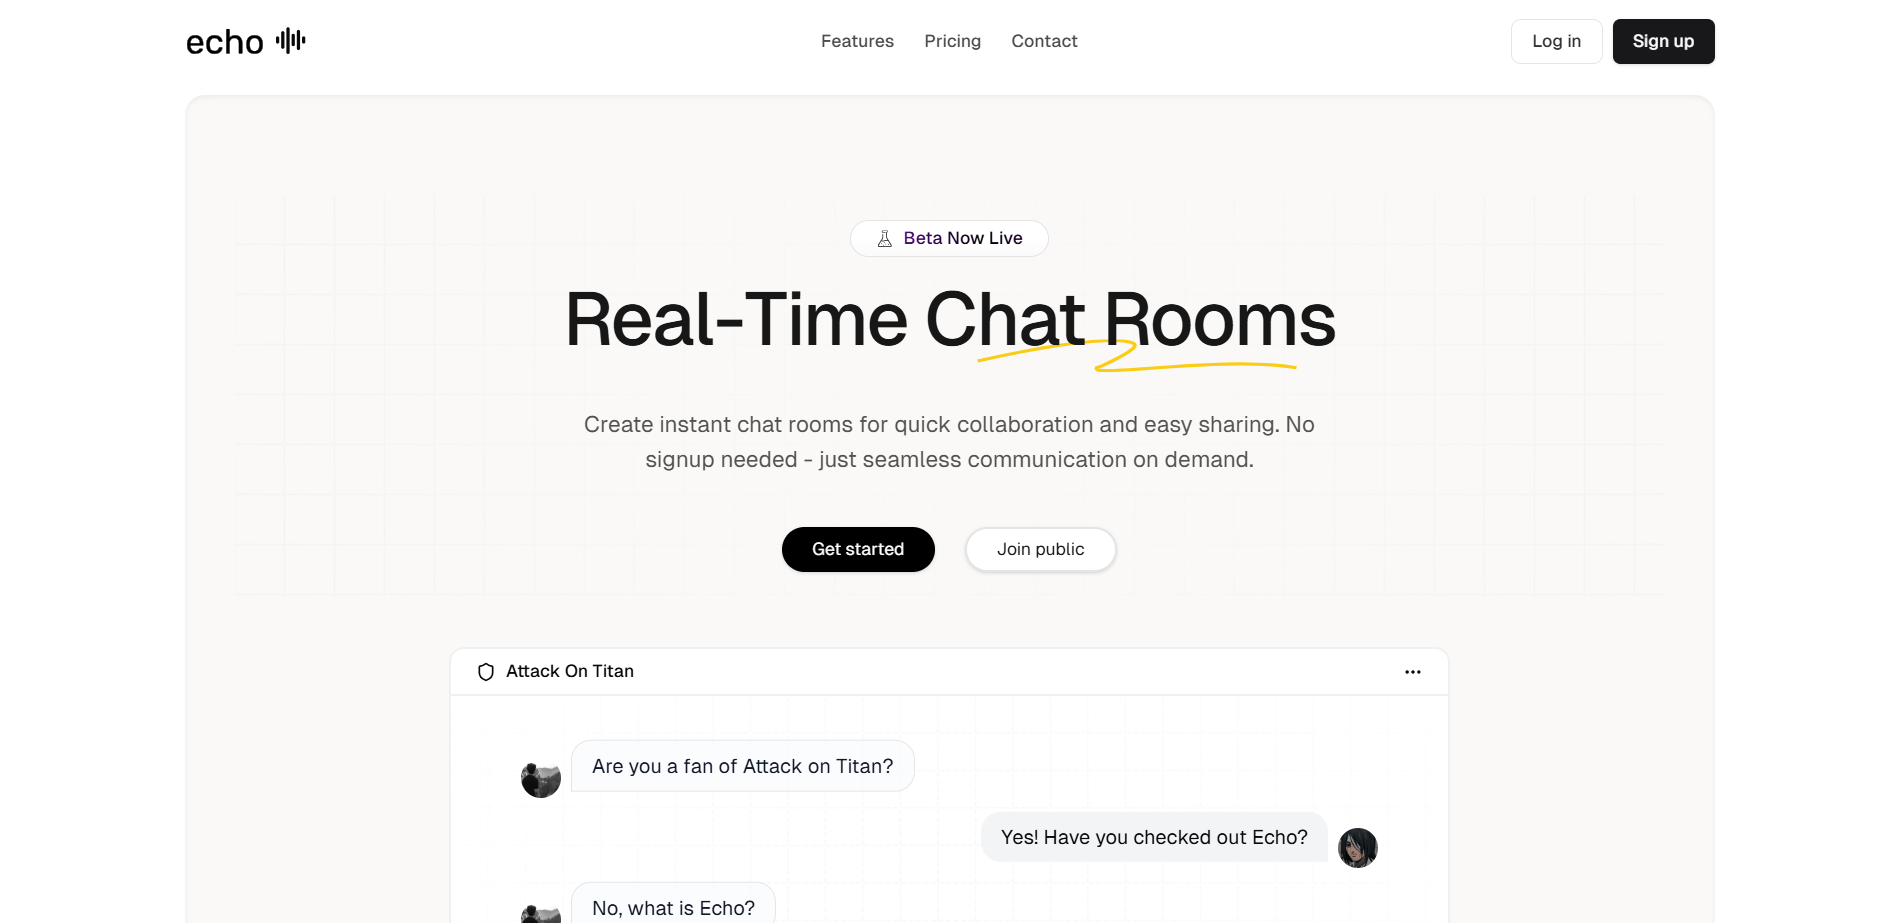 echo
Features Pricing Contact
Log in Sign up
Beta Now Live
Real-Time Chat Rooms
Create instant chat rooms for quick collaboration and easy sharing. No
signup needed - just seamless communication on demand.
Get started Join public
Attack On Titan
Are you a fan of Attack on Titan?
Yes! Have you checked out Echo?
No, what is Echo?